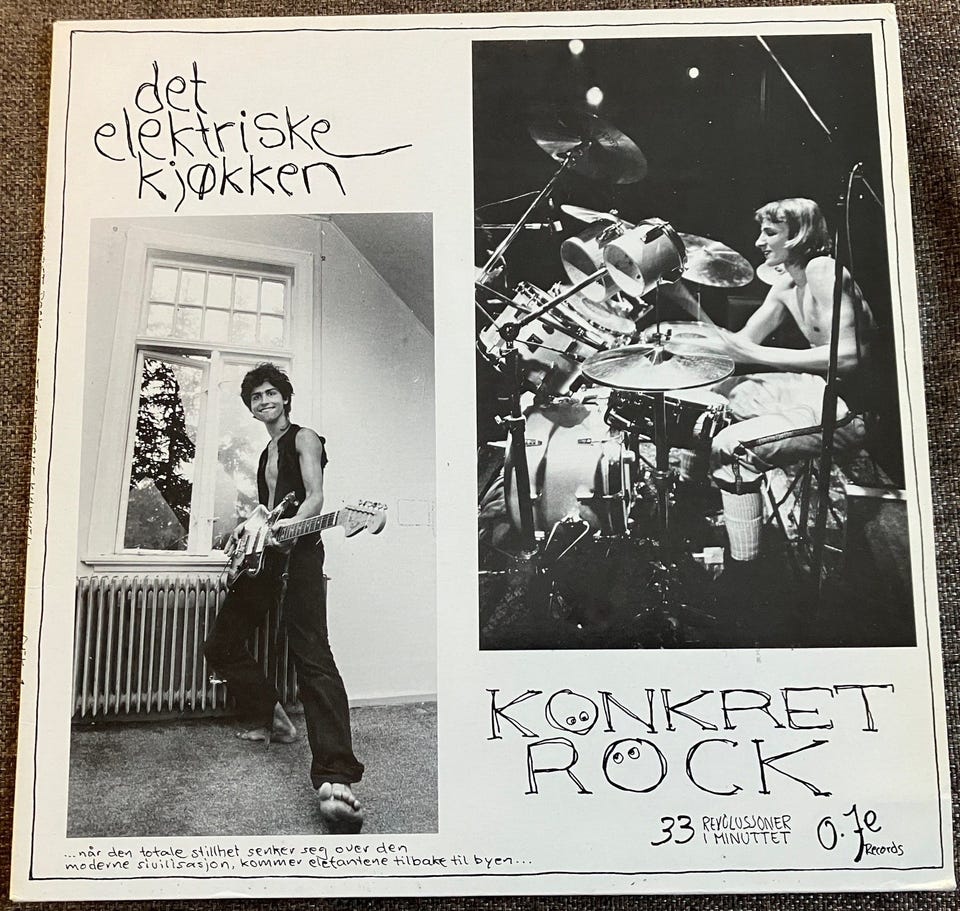 det
elektriske
kjøkken
KONKRET
ROCK
33 REVOLUSJONER
I MINUTTET
O.Je
Records
...når den totale stillhet senker seg over den
moderne sivilisasjon, kommer elefantene tilbake til byen...